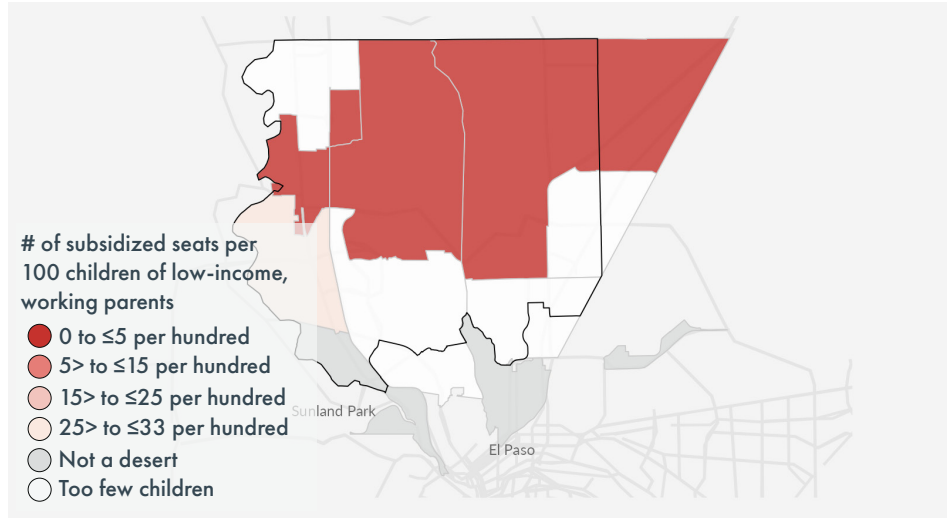 # of subsidized seats per
100 children of low-income,
working parents
0 to ≤5 per hundred
5> to ≤15 per hundred
15> to ≤25 per hundred
25> to ≤33 per hundred
Not a desert
Too few children
Sunland Park
El Paso